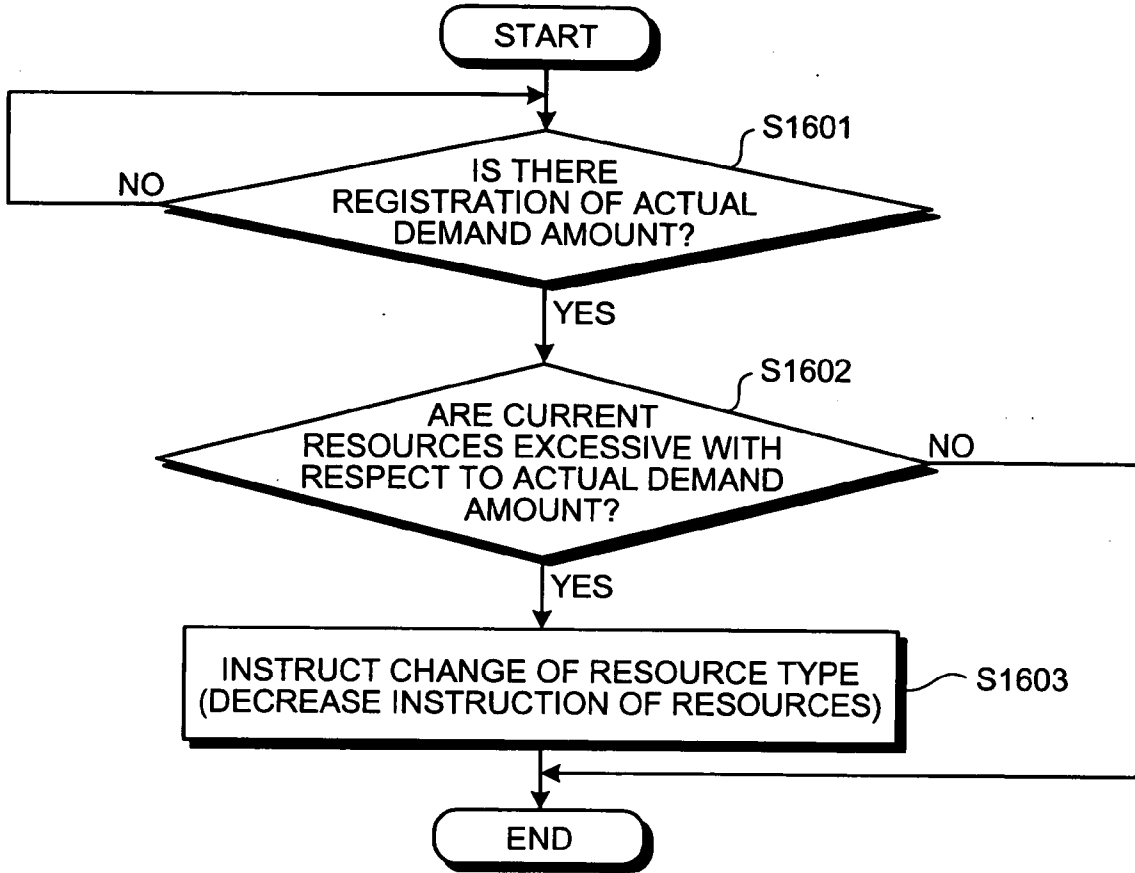 START
S1601
IS THERE
REGISTRATION OF ACTUAL
DEMAND AMOUNT?
NO
YES
S1602
ARE CURRENT
RESOURCES EXCESSIVE WITH
RESPECT TO ACTUAL DEMAND
AMOUNT?
NO
YES
INSTRUCT CHANGE OF RESOURCE TYPE
(DECREASE INSTRUCTION OF RESOURCES)
S1603
END